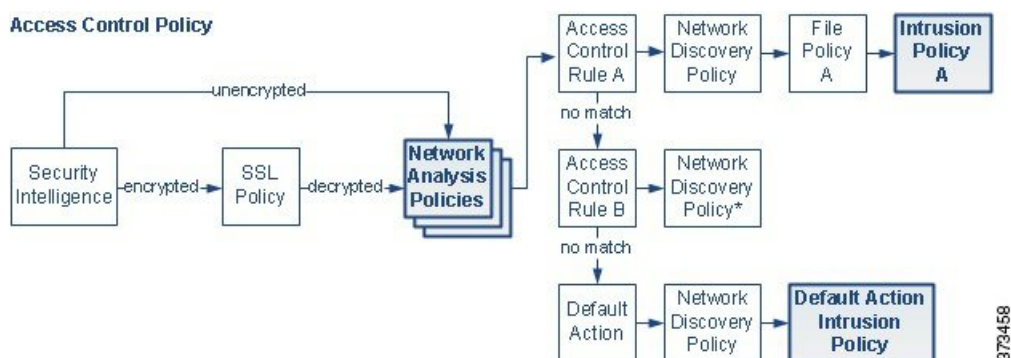 Access Control Policy
unencrypted
Security
Intelligence
encrypted
SSL
Policy
decrypted
Network
Analysis
Policies
Access
Control
Rule A
Network
Discovery
Policy
File
Policy
A
Intrusion
Policy
A
no match
Access
Control
Rule B
Network
Discovery
Policy*
no match
Default
Action
Network
Discovery
Policy
Default Action
Intrusion
Policy
373458